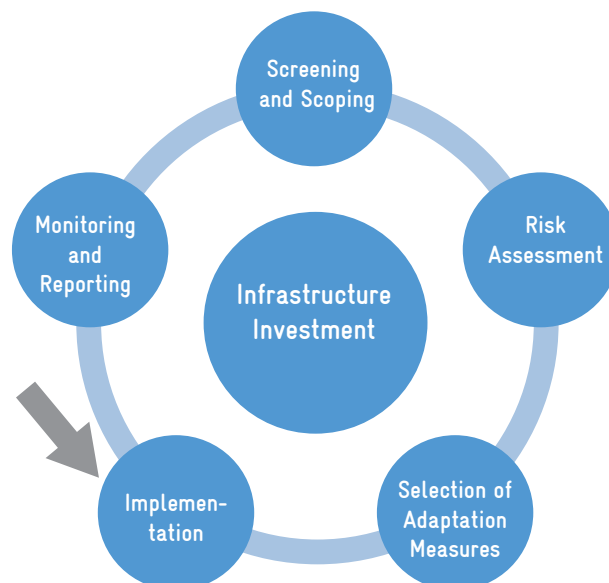 Screening
and Scoping
Risk
Assessment
Selection of
Adaptation
Measures
Implemen-
tation
Monitoring
and
Reporting
Infrastructure
Investment